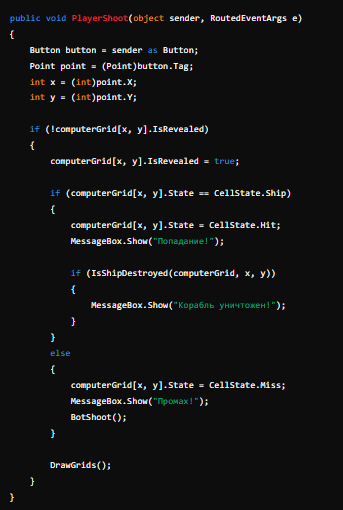 public void PlayerShoot(object sender, RoutedEventArgs e)
{
    Button button = sender as Button;
    Point point = (Point)button.Tag;
    int x = (int)point.X;
    int y = (int)point.Y;

    if (!computerGrid[x, y].IsRevealed)
    {
        computerGrid[x, y].IsRevealed = true;

        if (computerGrid[x, y].State == CellState.Ship)
        {
            computerGrid[x, y].State = CellState.Hit;
            MessageBox.Show("Попадание!");

            if (IsShipDestroyed(computerGrid, x, y))
            {
                MessageBox.Show("Корабль уничтожен!");
            }
        }
        else
        {
            computerGrid[x, y].State = CellState.Miss;
            MessageBox.Show("Промах!");
            BotShoot();
        }

        DrawGrids();
    }
}